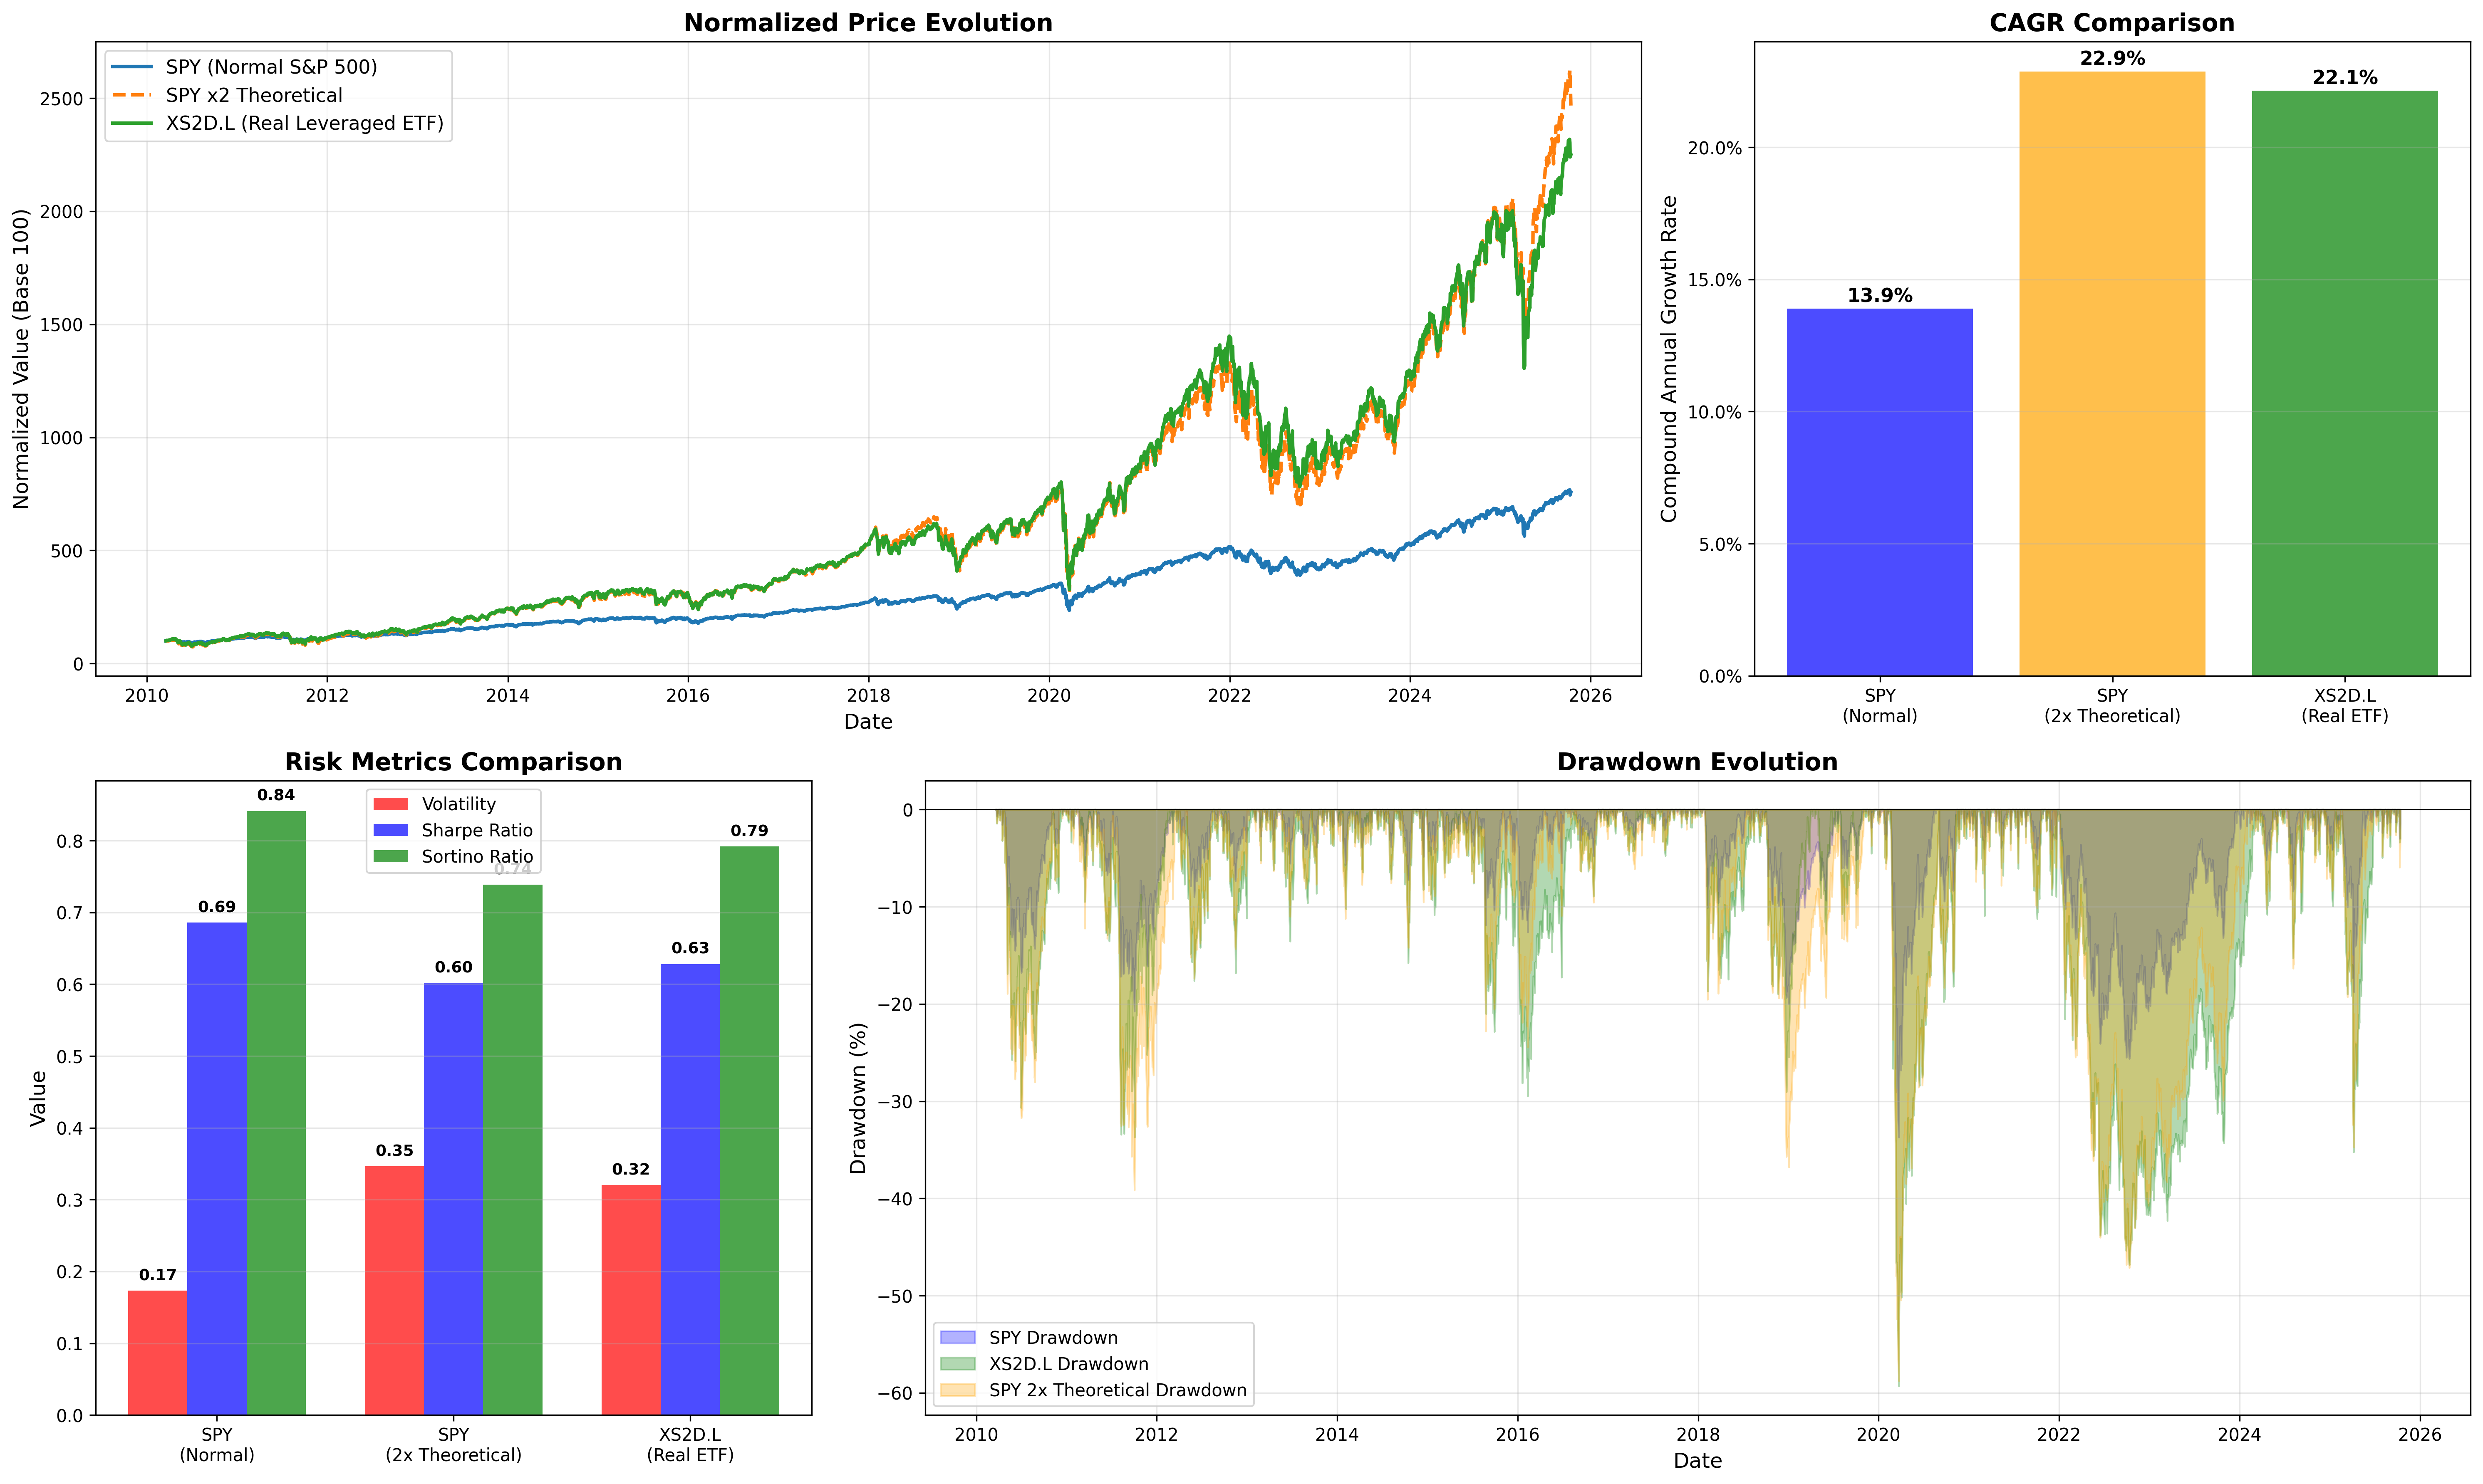 Normalized Price Evolution
SPY (Normal S&P 500)
SPY x2 Theoretical
XS2D.L (Real Leveraged ETF)
Normalized Value (Base 100)
2500
2000
1500
1000
500
0
2010 2012 2014 2016 2018 2020 2022 2024 2026
Date
CAGR Comparison
Compound Annual Growth Rate
20.0%
15.0%
10.0%
5.0%
0.0%
13.9%
22.9%
22.1%
SPY
(Normal)
SPY
(2x Theoretical)
XS2D.L
(Real ETF)
Risk Metrics Comparison
Volatility
Sharpe Ratio
Sortino Ratio
Value
0.8
0.7
0.6
0.5
0.4
0.3
0.2
0.1
0.0
0.17
0.69
0.84
0.35
0.60
0.74
0.32
0.63
0.79
SPY
(Normal)
SPY
(2x Theoretical)
XS2D.L
(Real ETF)
Drawdown Evolution
Drawdown (%)
0
−10
−20
−30
−40
−50
−60
SPY Drawdown
XS2D.L Drawdown
SPY 2x Theoretical Drawdown
2010 2012 2014 2016 2018 2020 2022 2024 2026
Date